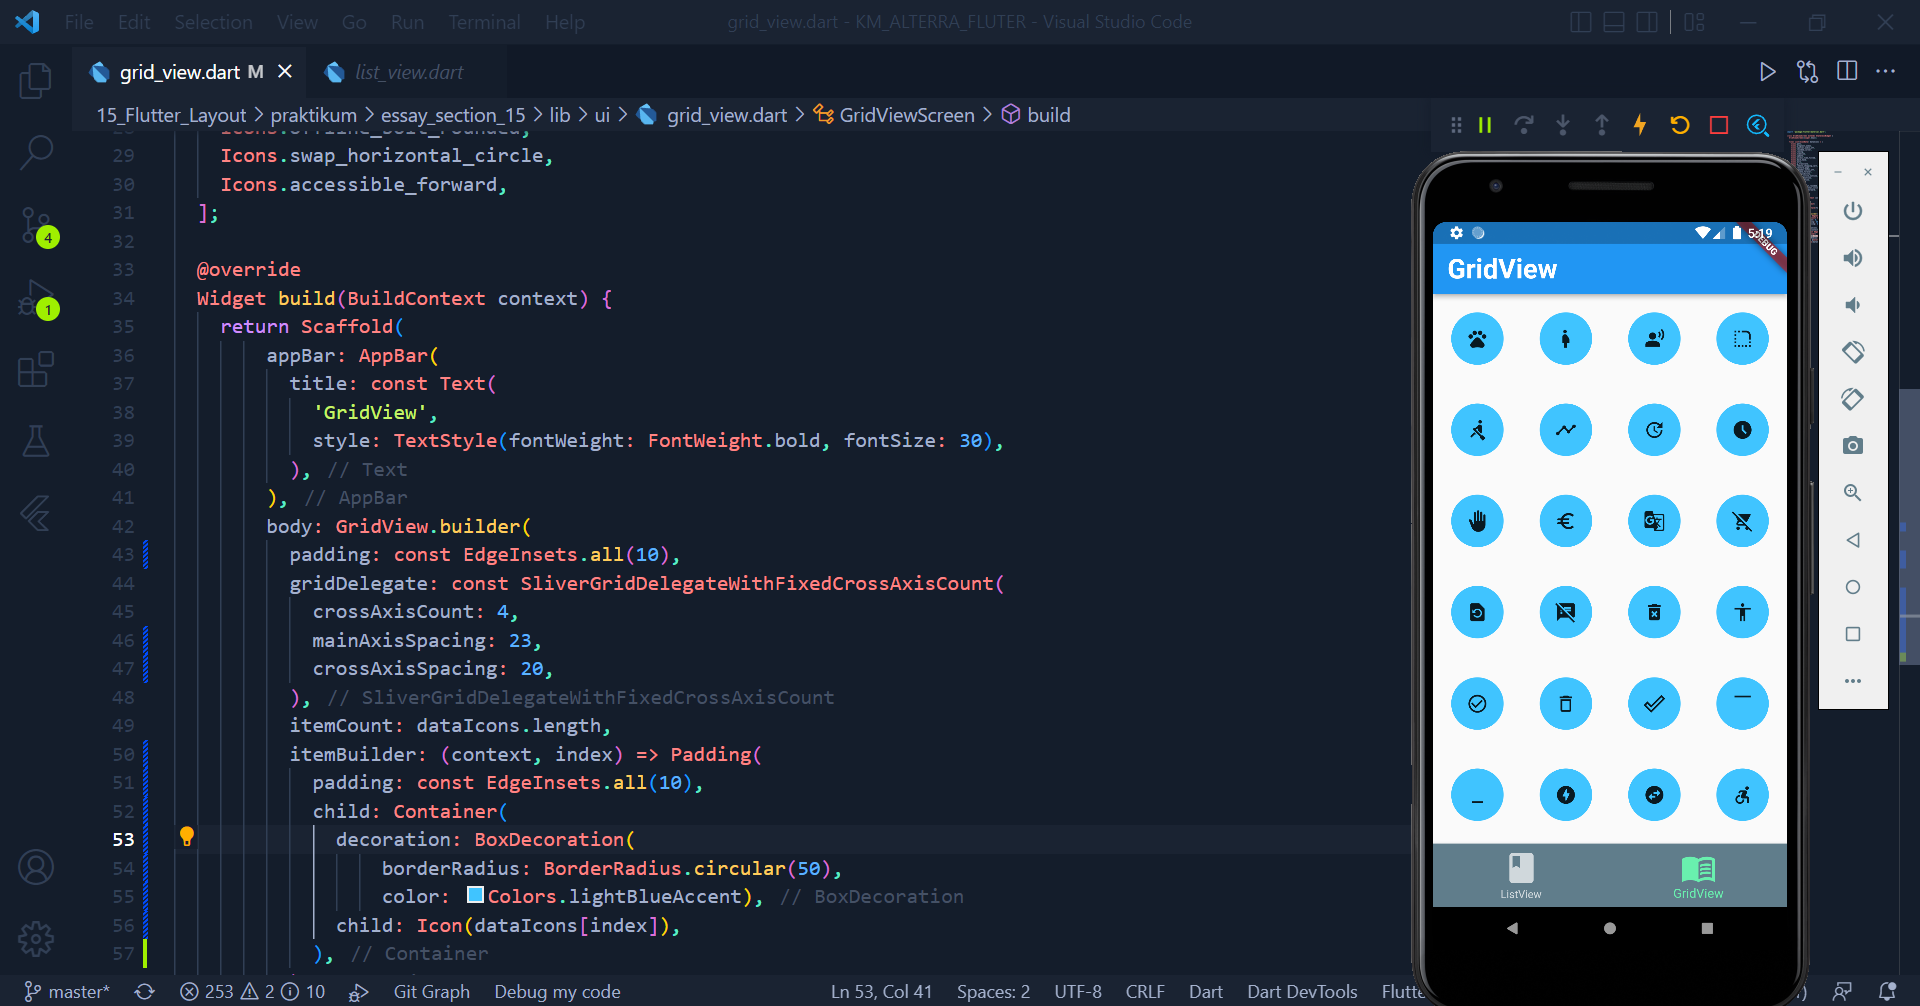 File Edit Selection View Go Run Terminal Help
grid_view.dart - KM_ALTERRA_FLUTER - Visual Studio Code
grid_view.dart M
list_view.dart
15_Flutter_Layout > praktikum > essay_section_15 > lib > ui > grid_view.dart > GridViewScreen > build
29 Icons.swap_horizontal_circle,
30 Icons.accessible_forward,
31 ];
32
33 @override
34 Widget build(BuildContext context) {
35 return Scaffold(
36 appBar: AppBar(
37 title: const Text(
38 'GridView',
39 style: TextStyle(fontWeight: FontWeight.bold, fontSize: 30),
40 ), // Text
41 ), // AppBar
42 body: GridView.builder(
43 padding: const EdgeInsets.all(10),
44 gridDelegate: const SliverGridDelegateWithFixedCrossAxisCount(
45 crossAxisCount: 4,
46 mainAxisSpacing: 23,
47 crossAxisSpacing: 20,
48 ), // SliverGridDelegateWithFixedCrossAxisCount
49 itemCount: dataIcons.length,
50 itemBuilder: (context, index) => Padding(
51 padding: const EdgeInsets.all(10),
52 child: Container(
53 decoration: BoxDecoration(
54 borderRadius: BorderRadius.circular(50),
55 color: Colors.lightBlueAccent), // BoxDecoration
56 child: Icon(dataIcons[index]),
57 ), // Container
4
1
5:19
DEBUG
GridView
ListView
GridView
master* 253 2 10 Git Graph Debug my code Ln 53, Col 41 Spaces: 2 UTF-8 CRLF Dart Dart DevTools